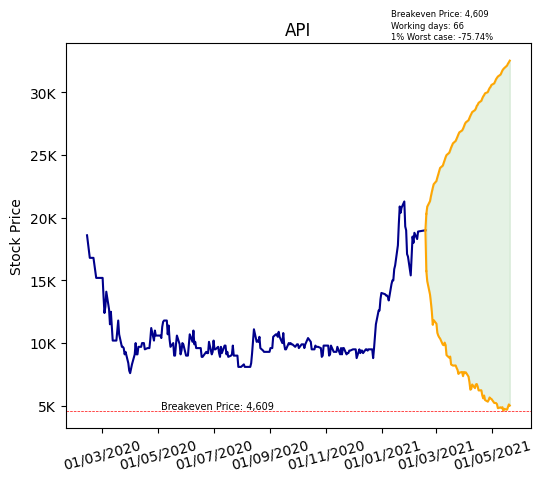 Breakeven Price: 4,609
Working days: 66
1% Worst case: -75.74%
API
Stock Price
30K
25K
20K
15K
10K
5K
Breakeven Price: 4,609
01/03/2020
01/05/2020
01/07/2020
01/09/2020
01/11/2020
01/01/2021
01/03/2021
01/05/2021